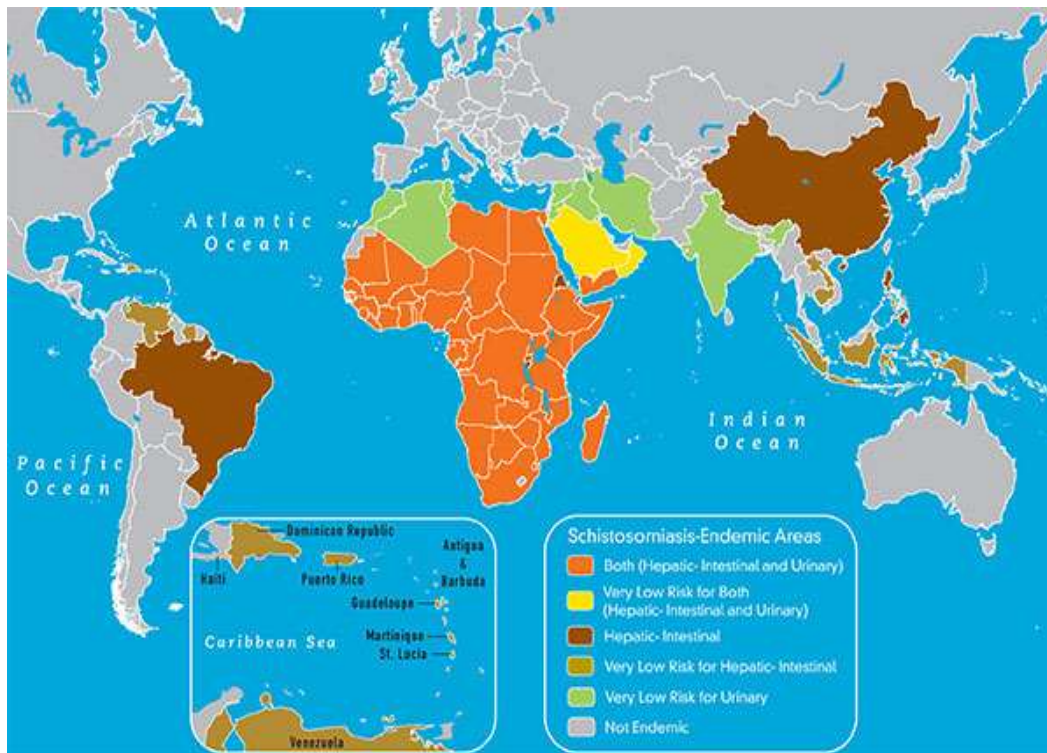 Atlantic
Ocean
Indian
Ocean
Pacific
Ocean
Dominican Republic
Haiti
Puerto Rico
Antigua
&
Barbuda
Guadeloupe
Caribbean Sea
Martinique
St. Lucia
Venezuela
Schistosomiasis-Endemic Areas
Both (Hepatic-Intestinal and Urinary)
Very Low Risk for Both
(Hepatic-Intestinal and Urinary)
Hepatic-Intestinal
Very Low Risk for Hepatic-Intestinal
Very Low Risk for Urinary
Not Endemic